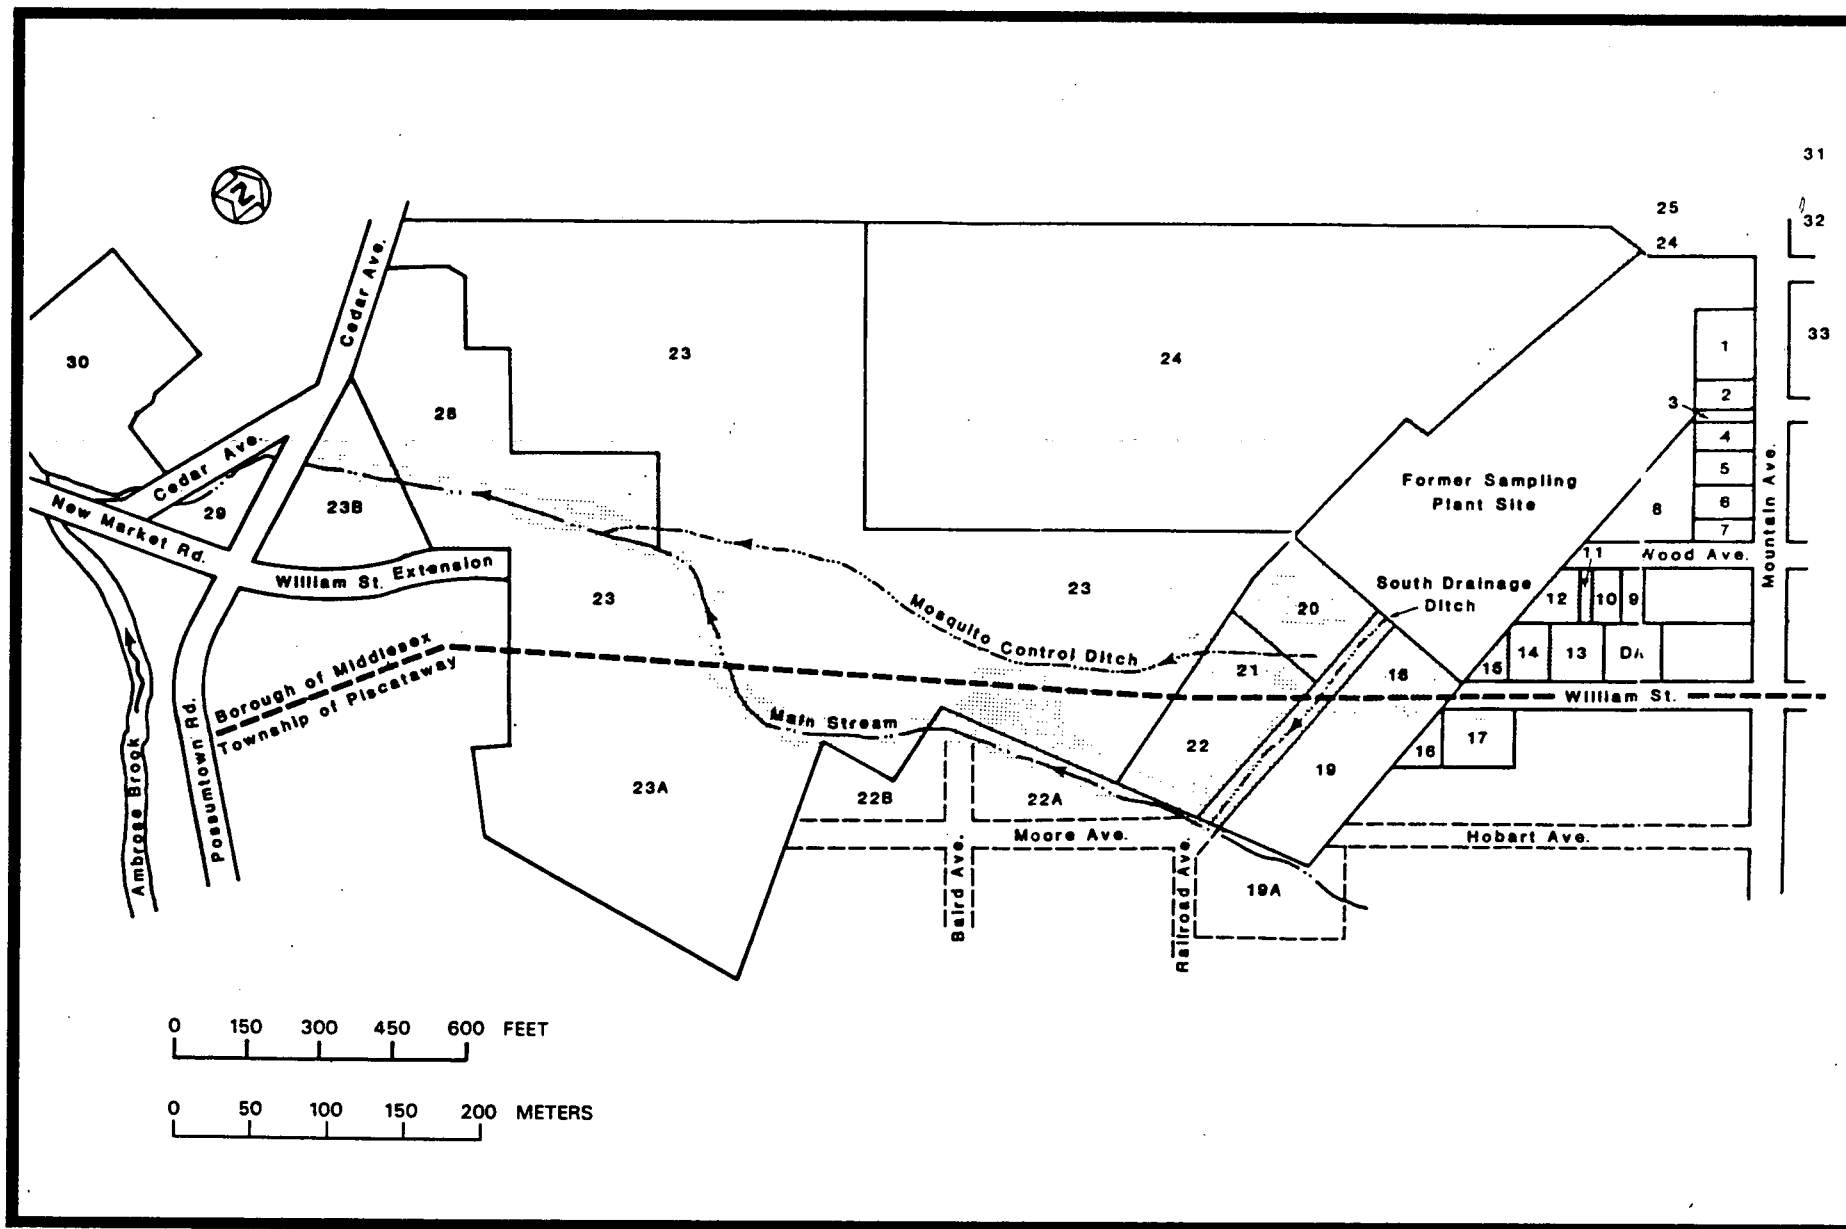 31
25
32
24
N
Cedar Ave.
33
30
23
24
1
2
3
28
4
Cedar Ave.
5
Former Sampling
Plant Site
6
29
23B
8
7
New Market Rd.
Mountain Ave.
11
Wood Ave.
William St. Extension
23
23
South Drainage
Ditch
20
12
10
9
Mosquito Control Ditch
Borough of Middlesex
Township of Piscataway
21
18
15
14
13
William St.
Main Stream
22
16
17
Possumtown Rd.
Ambrose Brook
23A
22B
22A
19
Moore Ave.
Hobart Ave.
Baird Ave.
Railroad Ave.
19A
0 150 300 450 600 FEET
0 50 100 150 200 METERS